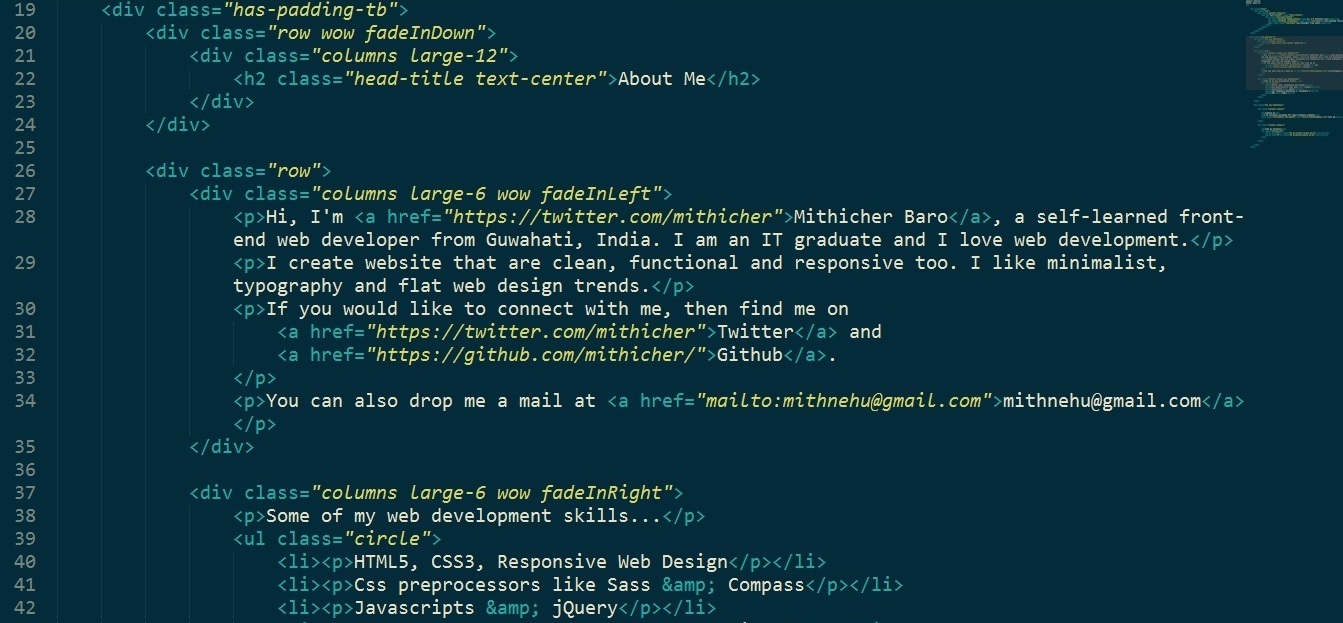 19 <div class="has-padding-tb">
20 <div class="row wow fadeInDown">
21 <div class="columns large-12">
22 <h2 class="head-title text-center">About Me</h2>
23 </div>
24 </div>
25
26 <div class="row">
27 <div class="columns large-6 wow fadeInLeft">
28 <p>Hi, I'm <a href="https://twitter.com/mithicher">Mithicher Baro</a>, a self-learned front-
end web developer from Guwahati, India. I am an IT graduate and I love web development.</p>
29 <p>I create website that are clean, functional and responsive too. I like minimalist,
typography and flat web design trends.</p>
30 <p>If you would like to connect with me, then find me on
31 <a href="https://twitter.com/mithicher">Twitter</a> and
32 <a href="https://github.com/mithicher/">Github</a>.
33 </p>
34 <p>You can also drop me a mail at <a href="mailto:mithnehu@gmail.com">mithnehu@gmail.com</a>
</p>
35 </div>
36
37 <div class="columns large-6 wow fadeInRight">
38 <p>Some of my web development skills...</p>
39 <ul class="circle">
40 <li><p>HTML5, CSS3, Responsive Web Design</p></li>
41 <li><p>Css preprocessors like Sass &amp; Compass</p></li>
42 <li><p>Javascripts &amp; jQuery</p></li>